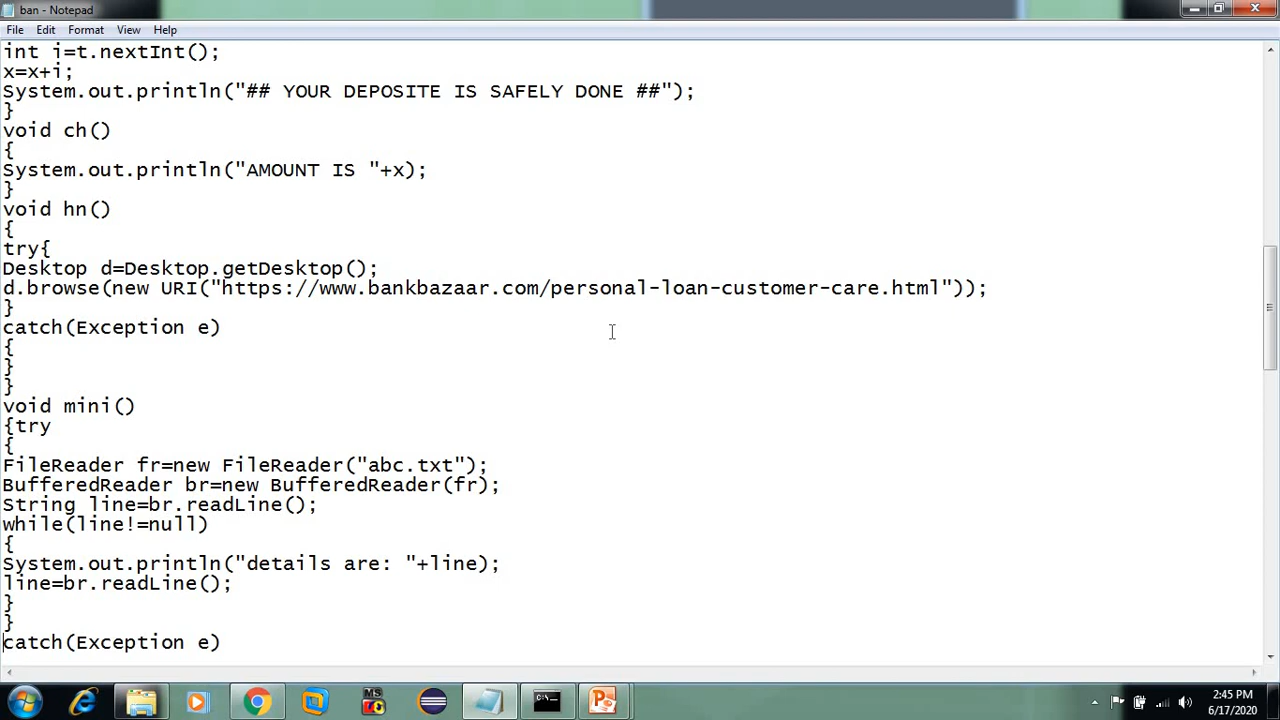 ban - Notepad
File Edit Format View Help
int i=t.nextInt();
x=x+i;
System.out.println("## YOUR DEPOSITE IS SAFELY DONE ##");
}
void ch()
{
System.out.println("AMOUNT IS "+x);
}
void hn()
{
try{
Desktop d=Desktop.getDesktop();
d.browse(new URI("https://www.bankbazaar.com/personal-loan-customer-care.html"));
}
catch(Exception e)
{
}
}
void mini()
{try
{
FileReader fr=new FileReader("abc.txt");
BufferedReader br=new BufferedReader(fr);
String line=br.readLine();
while(line!=null)
{
System.out.println("details are: "+line);
line=br.readLine();
}
}
catch(Exception e)
MS
2:45 PM
6/17/2020